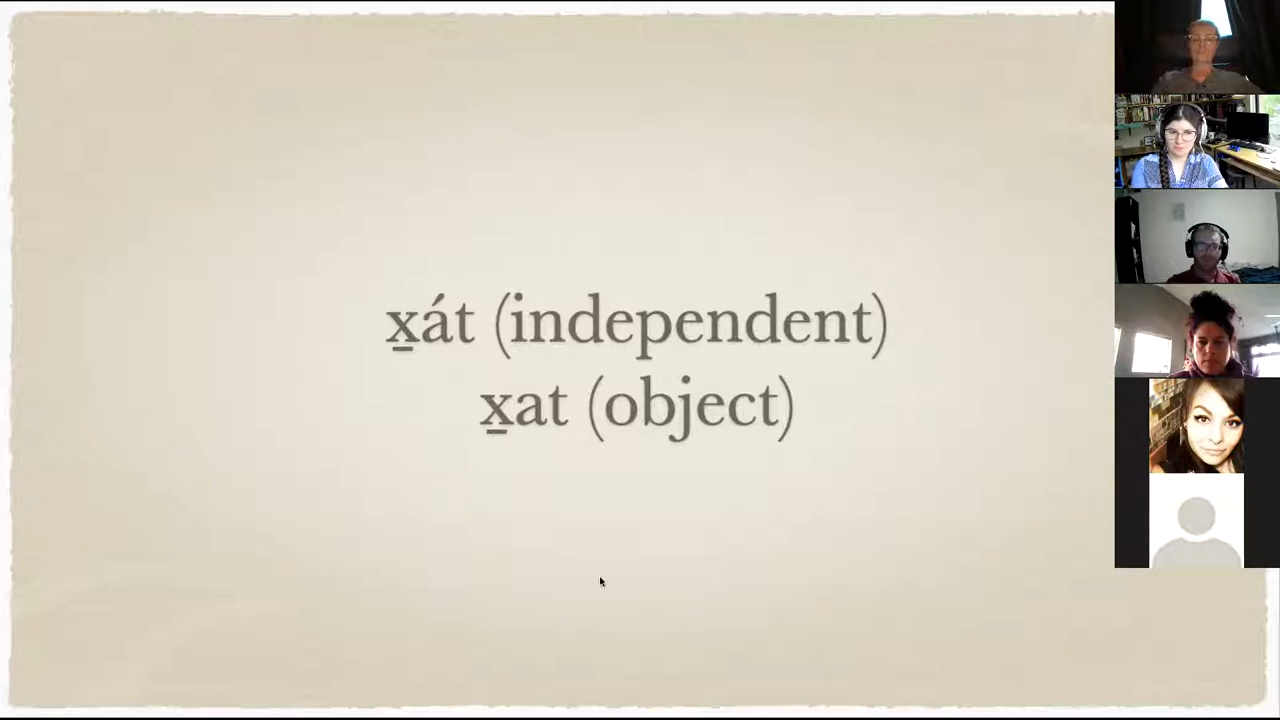 x̲át (independent)
x̲at (object)